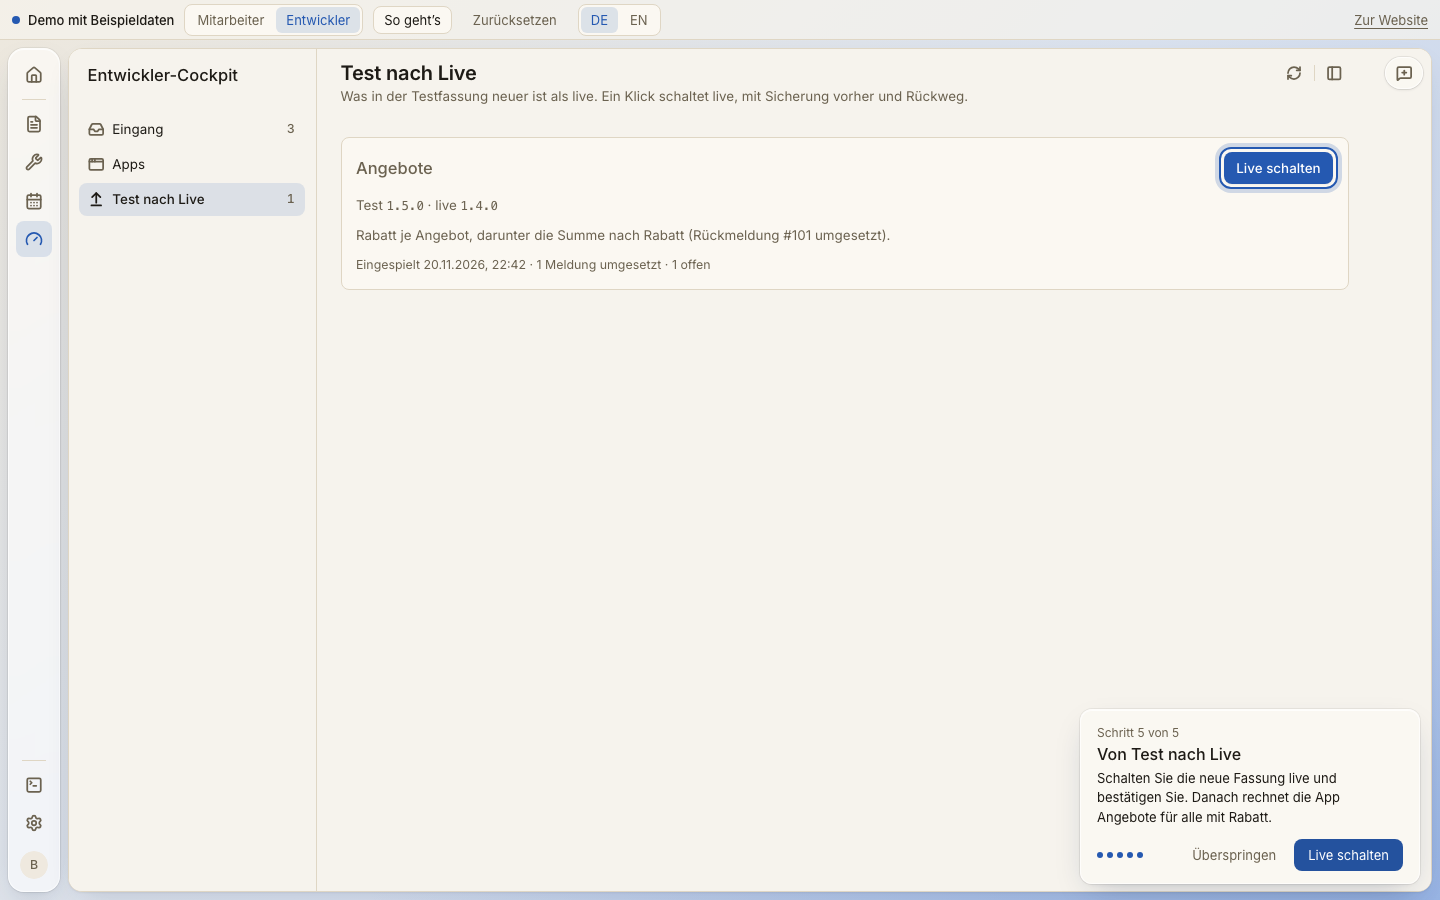 Demo mit Beispieldaten
Mitarbeiter
Entwickler
So geht's
Zurücksetzen
DE
EN
Zur Website
Entwickler-Cockpit
Eingang 3
Apps
Test nach Live 1
Test nach Live
Was in der Testfassung neuer ist als live. Ein Klick schaltet live, mit Sicherung vorher und Rückweg.
Angebote
Live schalten
Test 1.5.0 · live 1.4.0
Rabatt je Angebot, darunter die Summe nach Rabatt (Rückmeldung #101 umgesetzt).
Eingespielt 20.11.2026, 22:42 · 1 Meldung umgesetzt · 1 offen
Schritt 5 von 5
Von Test nach Live
Schalten Sie die neue Fassung live und
bestätigen Sie. Danach rechnet die App
Angebote für alle mit Rabatt.
Überspringen
Live schalten
B